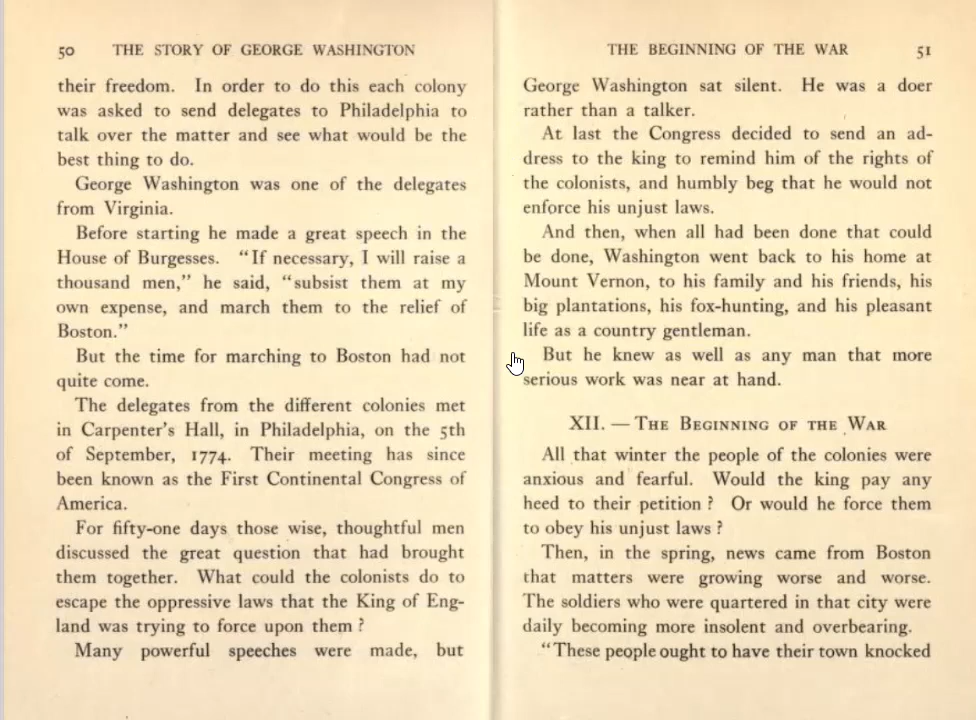 50 THE STORY OF GEORGE WASHINGTON
their freedom. In order to do this each colony
was asked to send delegates to Philadelphia to
talk over the matter and see what would be the
best thing to do.
George Washington was one of the delegates
from Virginia.
Before starting he made a great speech in the
House of Burgesses. "If necessary, I will raise a
thousand men," he said, "subsist them at my
own expense, and march them to the relief of
Boston."
But the time for marching to Boston had not
quite come.
The delegates from the different colonies met
in Carpenter's Hall, in Philadelphia, on the 5th
of September, 1774. Their meeting has since
been known as the First Continental Congress of
America.
For fifty-one days those wise, thoughtful men
discussed the great question that had brought
them together. What could the colonists do to
escape the oppressive laws that the King of Eng-
land was trying to force upon them?
Many powerful speeches were made, but
THE BEGINNING OF THE WAR 51
George Washington sat silent. He was a doer
rather than a talker.
At last the Congress decided to send an ad-
dress to the king to remind him of the rights of
the colonists, and humbly beg that he would not
enforce his unjust laws.
And then, when all had been done that could
be done, Washington went back to his home at
Mount Vernon, to his family and his friends, his
big plantations, his fox-hunting, and his pleasant
life as a country gentleman.
But he knew as well as any man that more
serious work was near at hand.
XII. — THE BEGINNING OF THE WAR
All that winter the people of the colonies were
anxious and fearful. Would the king pay any
heed to their petition? Or would he force them
to obey his unjust laws?
Then, in the spring, news came from Boston
that matters were growing worse and worse.
The soldiers who were quartered in that city were
daily becoming more insolent and overbearing.
"These people ought to have their town knocked